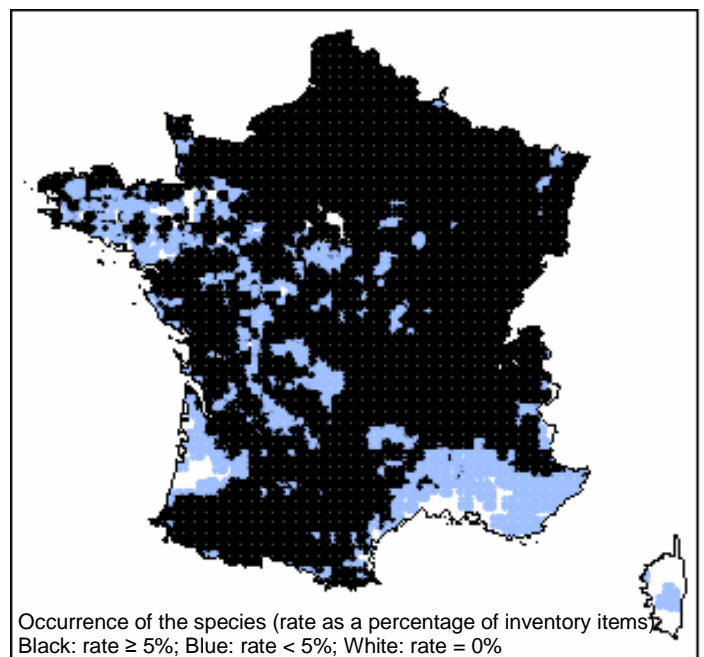 Occurrence of the species (rate as a percentage of inventory items):
Black: rate ≥ 5%; Blue: rate < 5%; White: rate = 0%